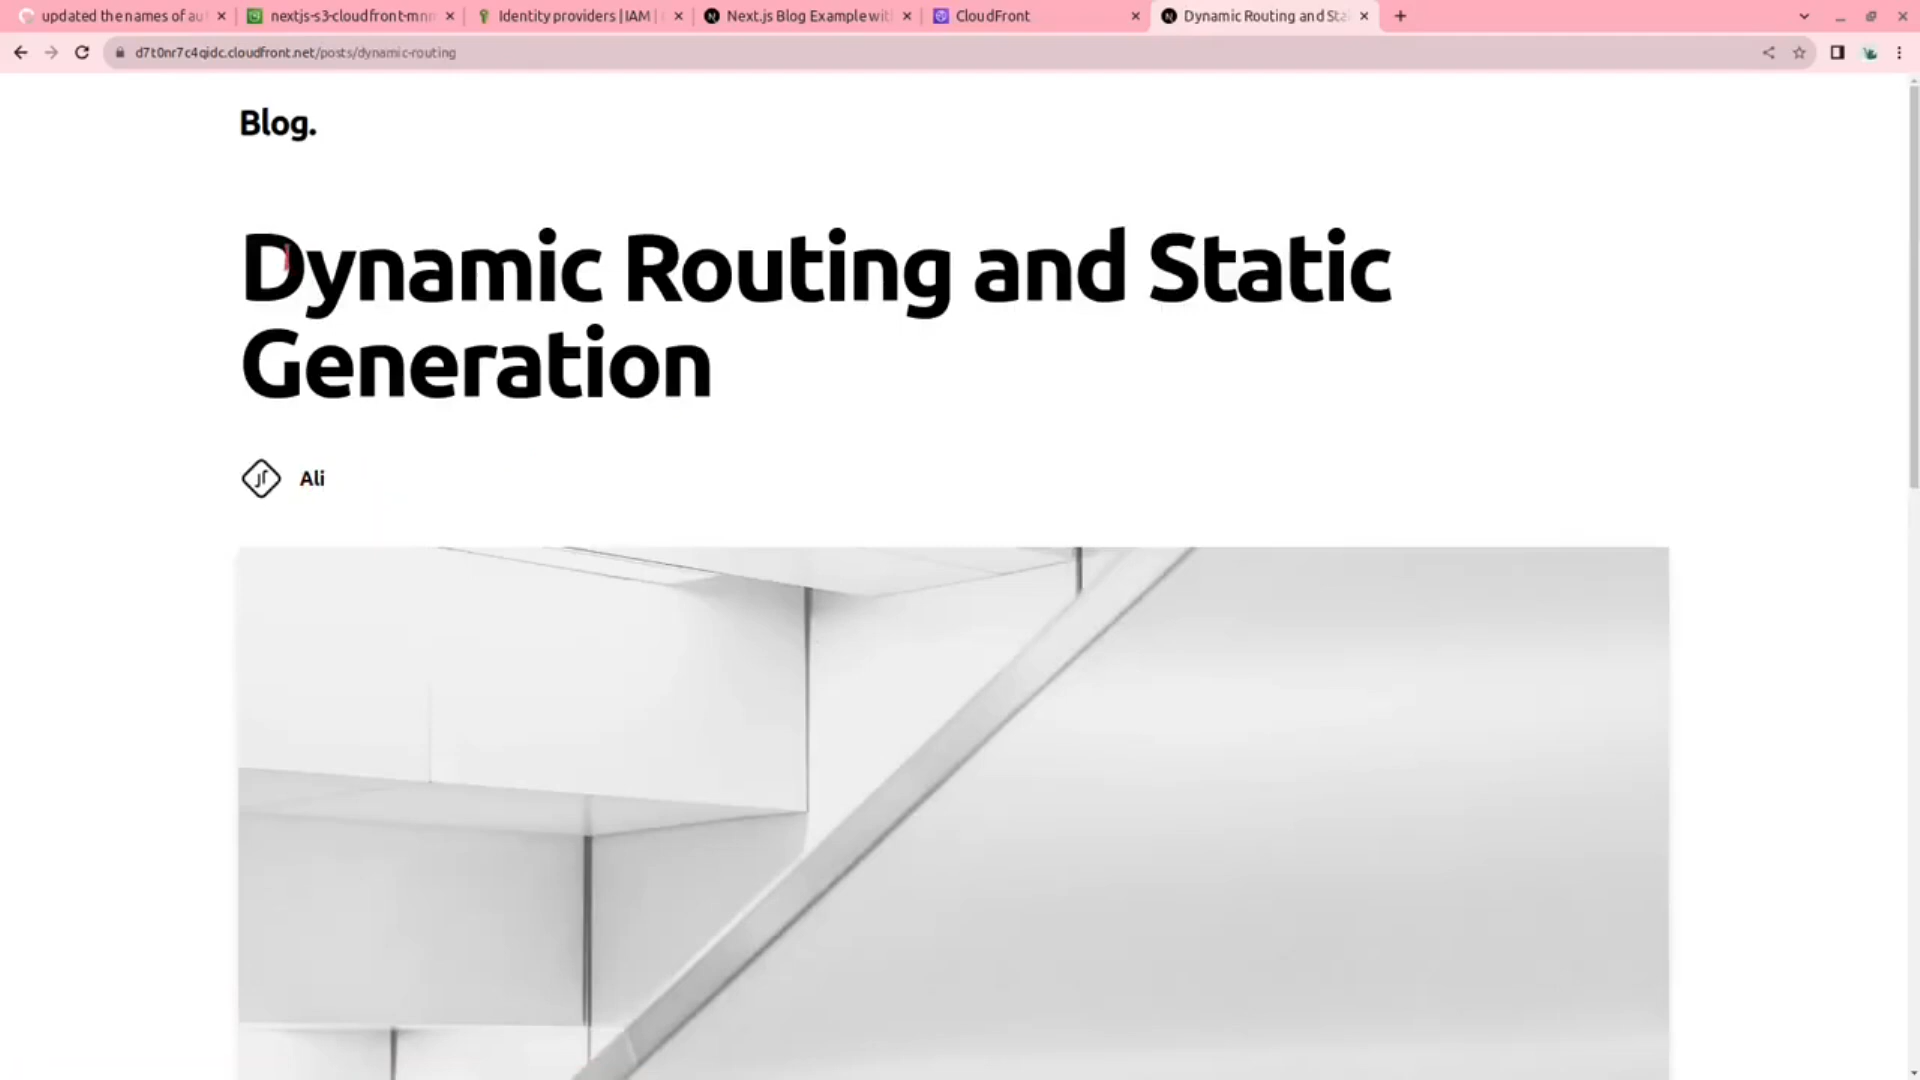 updated the names of au
nextjs-s3-cloudfront-mnm
Identity providers | IAM |
Next.js Blog Example wit
CloudFront
Dynamic Routing and Sta
d7t0nr7c4qidc.cloudfront.net/posts/dynamic-routing
Blog.
Dynamic Routing and Static
Generation
Ali